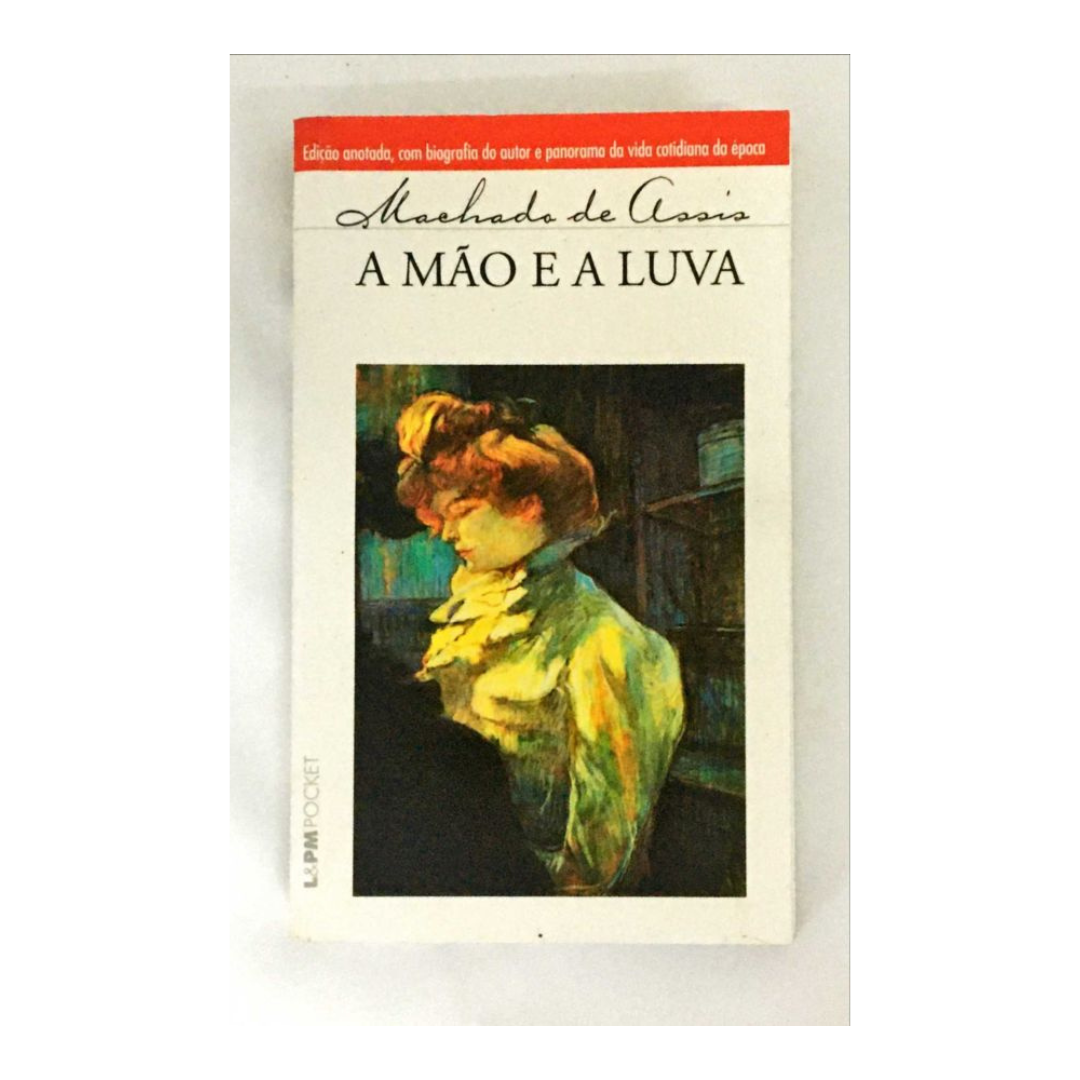 Edição anotada, com biografia do autor e panorama da vida cotidiana da época
Machado de Assis
A MÃO E A LUVA
L&PM POCKET